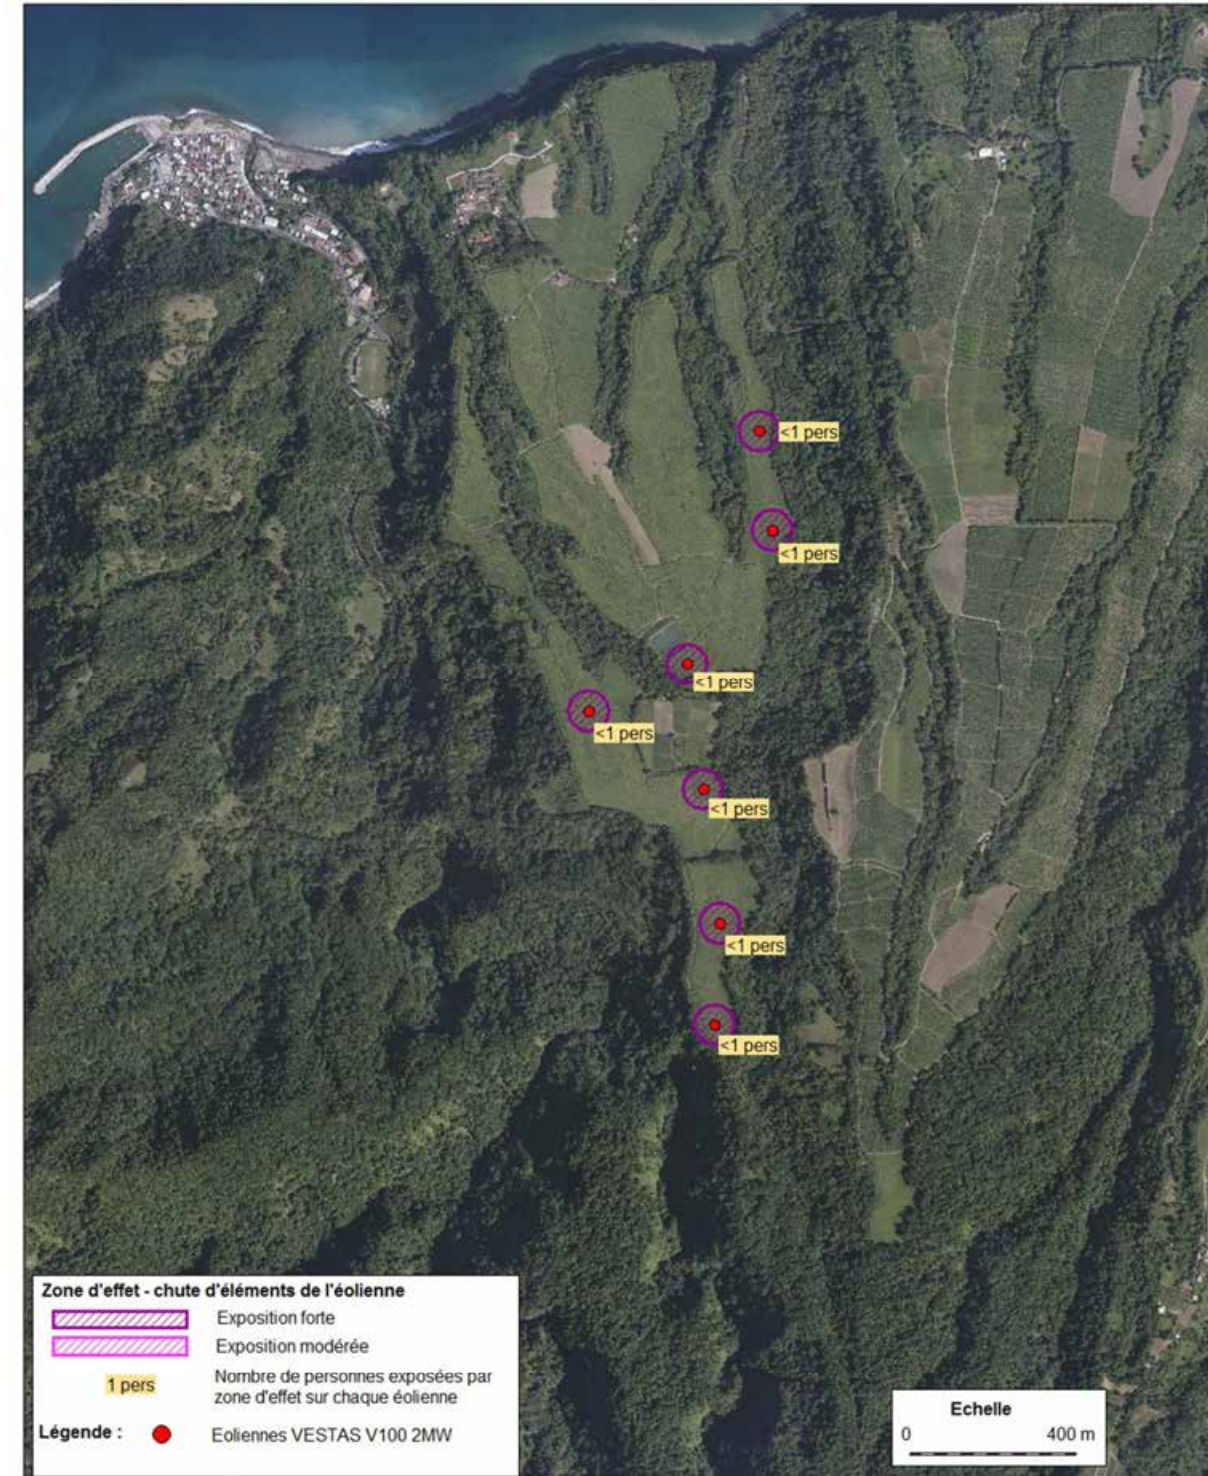 <1 pers
<1 pers
<1 pers
<1 pers
<1 pers
<1 pers
<1 pers
Zone d'effet - chute d'éléments de l'éolienne
Exposition forte
Exposition modérée
1 pers
Nombre de personnes exposées par
zone d'effet sur chaque éolienne
Légende :
Eoliennes VESTAS V100 2MW
Echelle
0 400 m